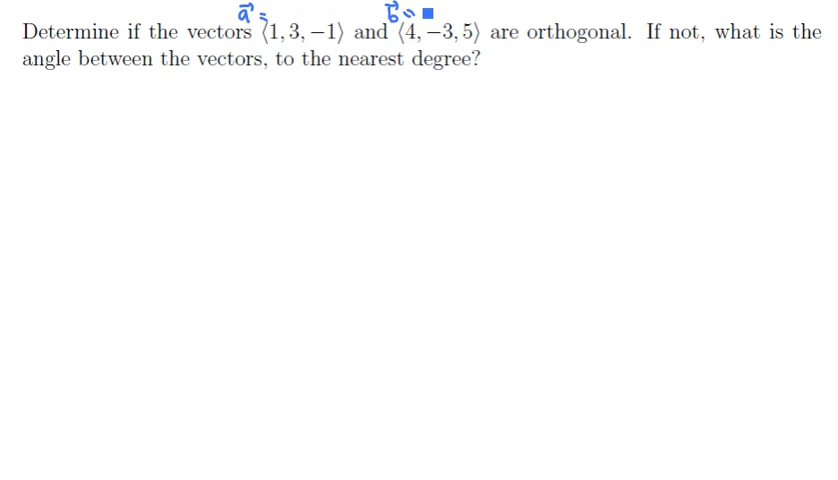 a⃗ = b⃗ =
Determine if the vectors ⟨1, 3, −1⟩ and ⟨4, −3, 5⟩ are orthogonal. If not, what is the
angle between the vectors, to the nearest degree?